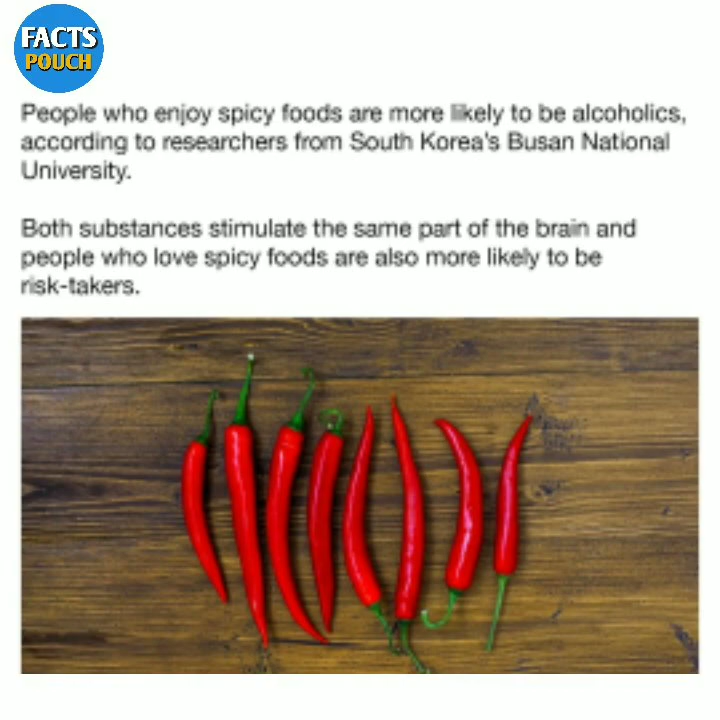 FACTS
POUCH
People who enjoy spicy foods are more likely to be alcoholics,
according to researchers from South Korea's Busan National
University.
Both substances stimulate the same part of the brain and
people who love spicy foods are also more likely to be
risk-takers.